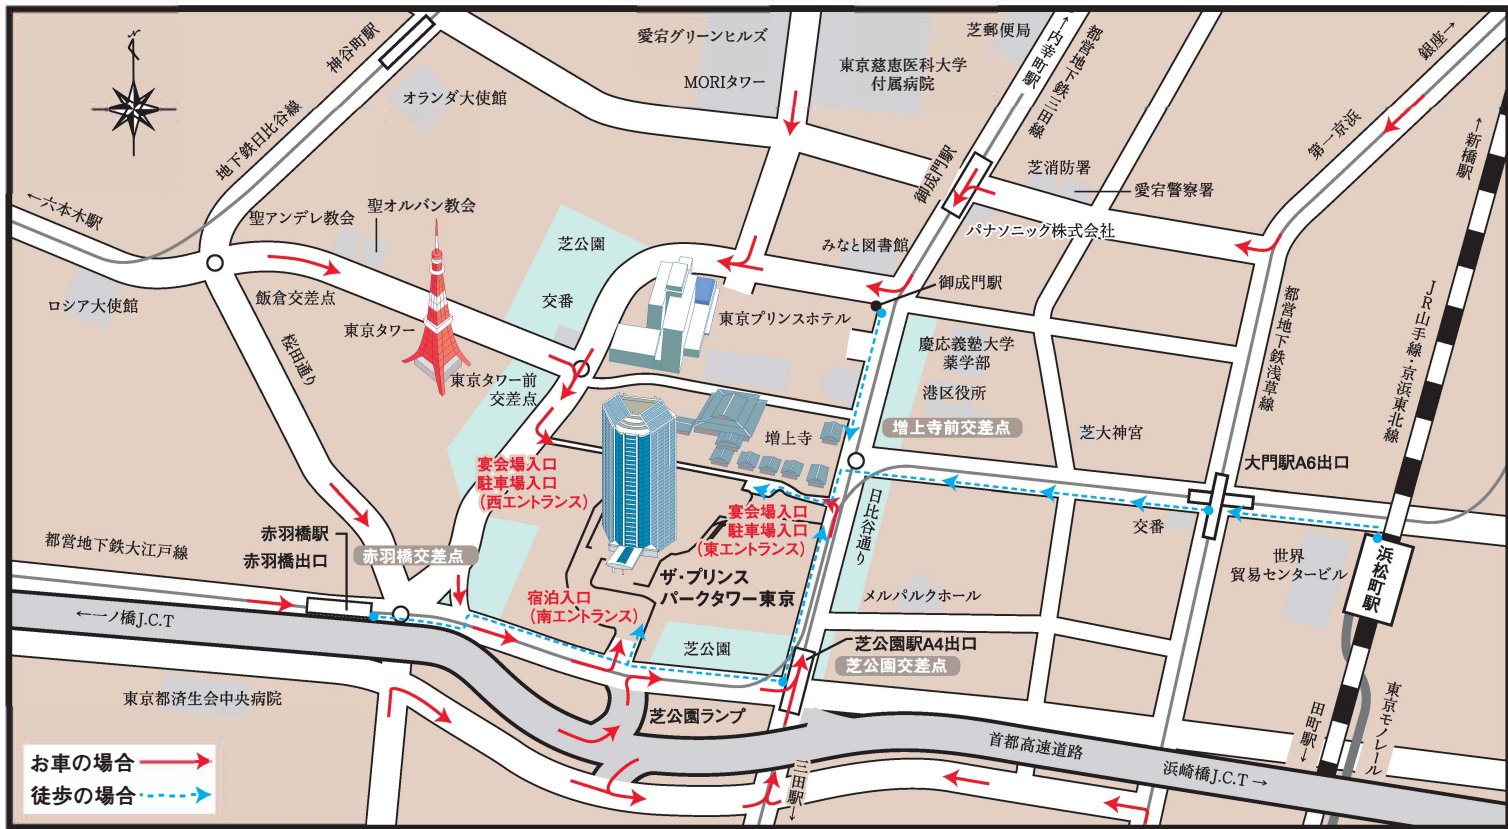 神谷町駅
愛宕グリーンヒルズ
MORIタワー
東京慈恵医科大学
付属病院
芝郵便局
←内幸町駅
都営地下鉄三田線
銀座→
第一京浜
←新橋駅
N
オランダ大使館
地下鉄日比谷線
御成門駅
芝消防署
愛宕警察署
←六本木駅
聖アンデレ教会
聖オルバン教会
芝公園
みなと図書館
パナソニック株式会社
御成門駅
ロシア大使館
飯倉交差点
交番
東京タワー
東京プリンスホテル
都営地下鉄浅草線
JR山手線・京浜東北線
桜田通り
東京タワー前
交差点
慶応義塾大学
薬学部
港区役所
増上寺
増上寺前交差点
芝大神宮
大門駅A6出口
宴会場入口
駐車場入口
(西エントランス)
宴会場入口
駐車場入口
(東エントランス)
日比谷通り
交番
世界
貿易センタービル
浜松町駅
都営地下鉄大江戸線
赤羽橋駅
赤羽橋出口
赤羽橋交差点
ザ・プリンス
パークタワー東京
宿泊入口
(南エントランス)
メルパルクホール
←一ノ橋J.C.T
芝公園
芝公園駅A4出口
芝公園交差点
東京都済生会中央病院
芝公園ランプ
首都高速道路
浜崎橋J.C.T→
田町駅→
東京モノレール
三田駅→
お車の場合
徒歩の場合